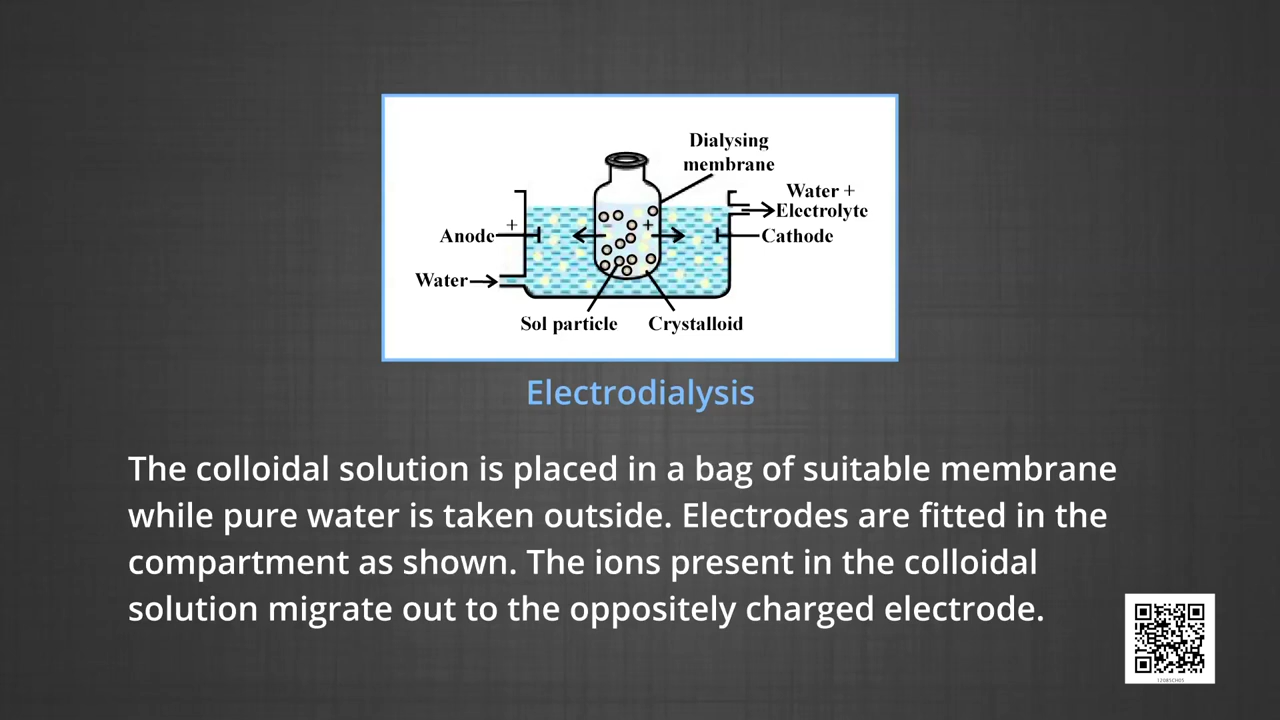 Dialysing
membrane
Water +
Electrolyte
+
+
Anode
Cathode
Water
Sol particle
Crystalloid
Electrodialysis
The colloidal solution is placed in a bag of suitable membrane
while pure water is taken outside. Electrodes are fitted in the
compartment as shown. The ions present in the colloidal
solution migrate out to the oppositely charged electrode.